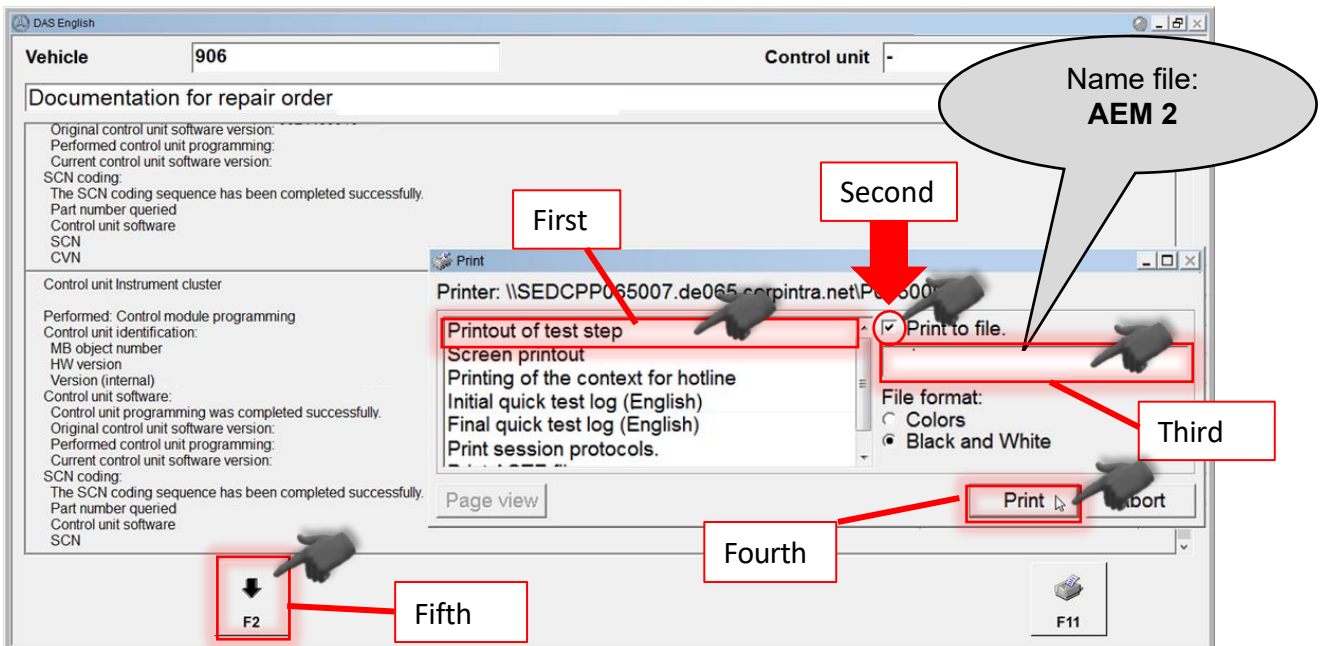 DAS English
Vehicle 906 Control unit -
Name file:
AEM 2
Documentation for repair order
Original control unit software version:
Performed control unit programming:
Current control unit software version:
SCN coding:
The SCN coding sequence has been completed successfully.
Part number queried
Control unit software
SCN
CVN
First
Second
Control unit Instrument cluster
Performed: Control module programming
Control unit identification:
MB object number
HW version
Version (internal)
Control unit software:
Control unit programming was completed successfully.
Original control unit software version:
Performed control unit programming:
Current control unit software version:
SCN coding:
The SCN coding sequence has been completed successfully.
Part number queried
Control unit software
SCN
Print
Printer: \\SEDCPP065007.de065
Printout of test step
Screen printout
Printing of the context for hotline
Initial quick test log (English)
Final quick test log (English)
Print session protocols.
Print to file.
File format:
Colors
Black and White
Third
Page view
Print
Fourth
F2
Fifth
F11